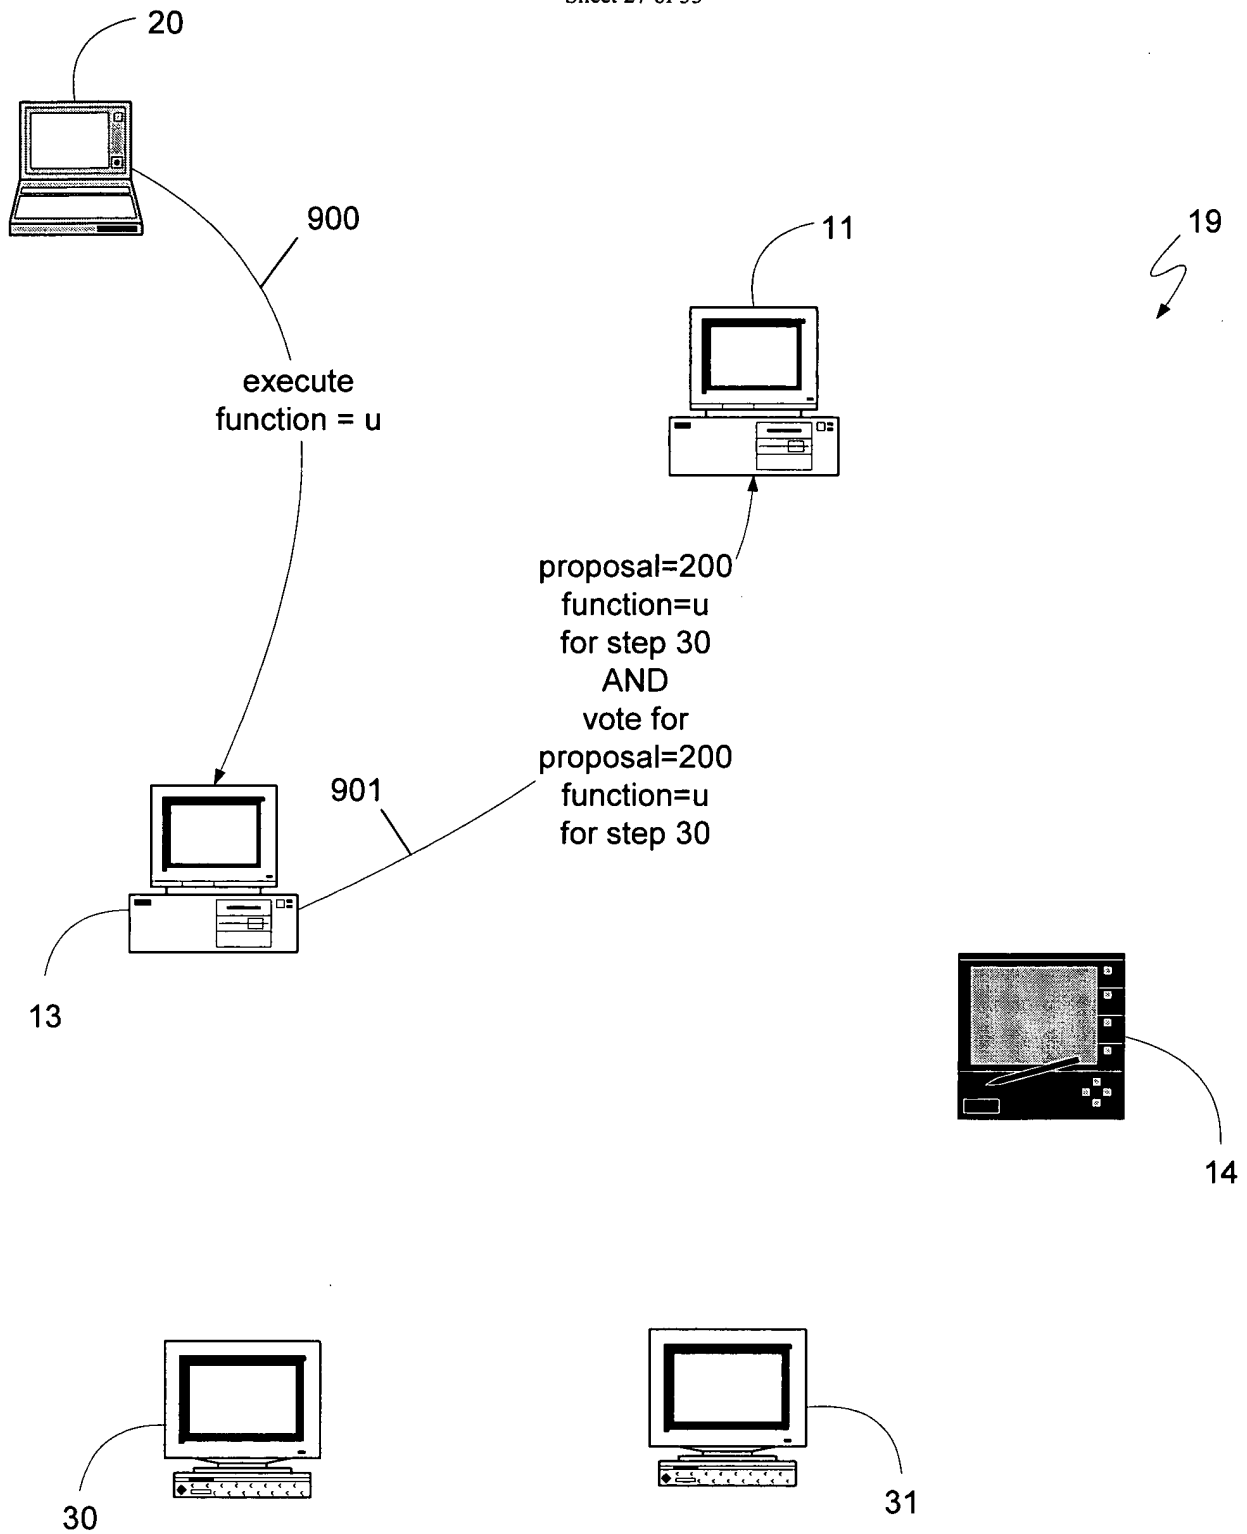 20
900
11
19
execute
function = u
proposal=200
function=u
for step 30
AND
vote for
proposal=200
function=u
for step 30
901
13
14
30
31